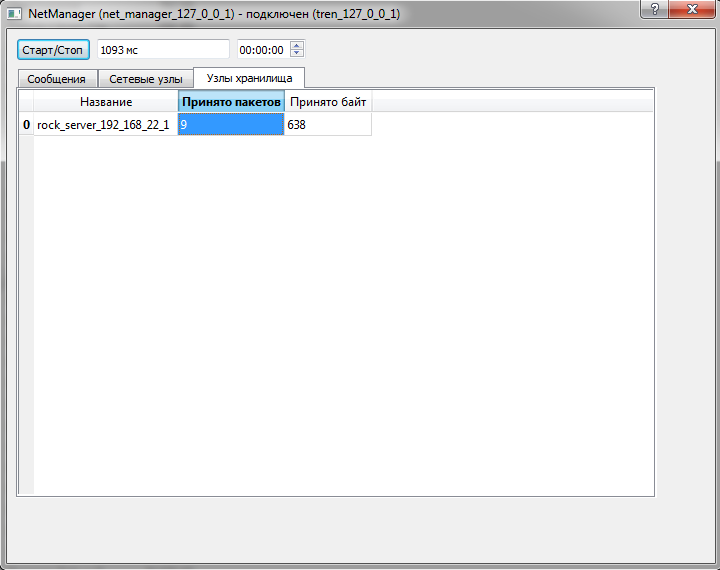 NetManager (net_manager_127_0_0_1) - подключен (tren_127_0_0_1)
Старт/Стоп 1093 мс 00:00:00
Сообщения Сетевые узлы Узлы хранилища
Название Принято пакетов Принято байт
0 rock_server_192_168_22_1 9 638